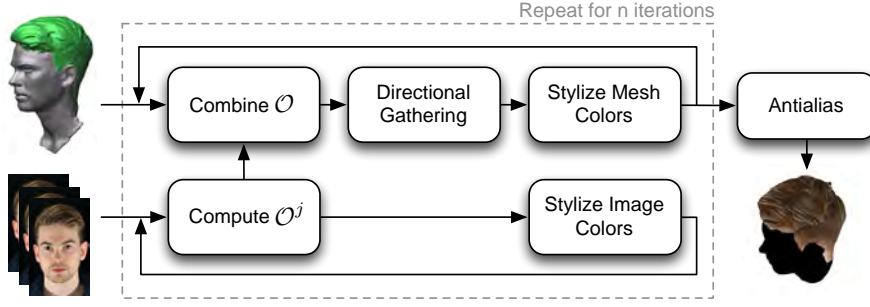 Repeat for n iterations
Combine 𝒪
Directional
Gathering
Stylize Mesh
Colors
Antialias
Compute 𝒪ʲ
Stylize Image
Colors